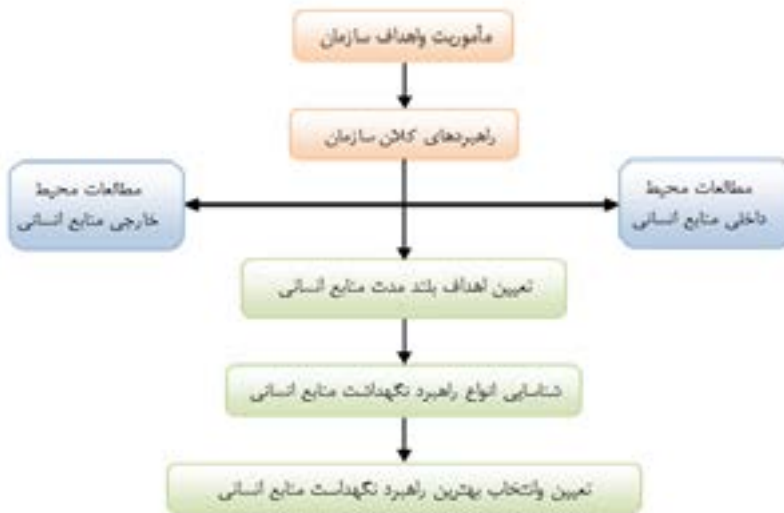 مأموریت واهداف سازمان
راهبردهای کلان سازمان
مطالعات محیط
داخلی منابع انسانی
مطالعات محیط
خارجی منابع انسانی
تعیین اهداف بلند مدت منابع انسانی
شناسایی انواع راهبرد نگهداشت منابع انسانی
تعیین وانتخاب بهترین راهبرد نگهداشت منابع انسانی